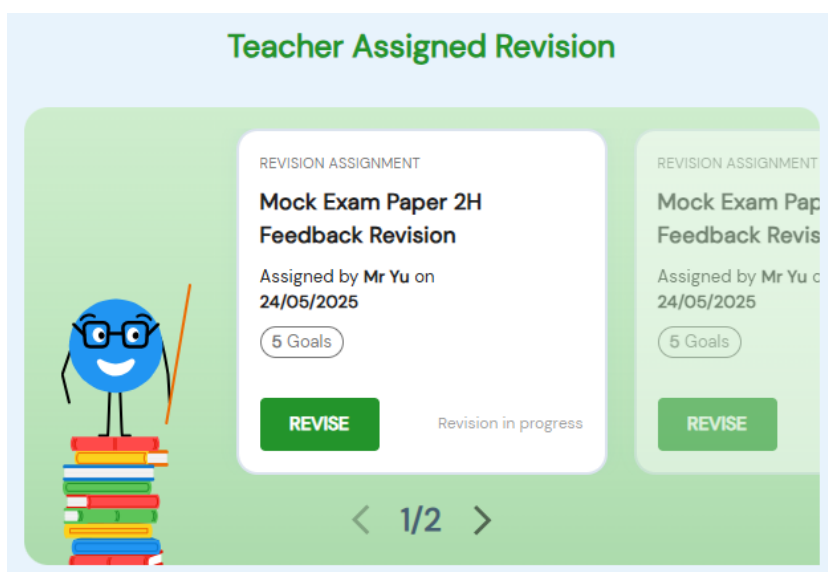 Teacher Assigned Revision
REVISION ASSIGNMENT
Mock Exam Paper 2H
Feedback Revision
Assigned by Mr Yu on
24/05/2025
5 Goals
REVISE
Revision in progress
REVISION ASSIGNMENT
Mock Exam Pap
Feedback Revis
Assigned by Mr Yu
24/05/2025
5 Goals
REVISE
1/2